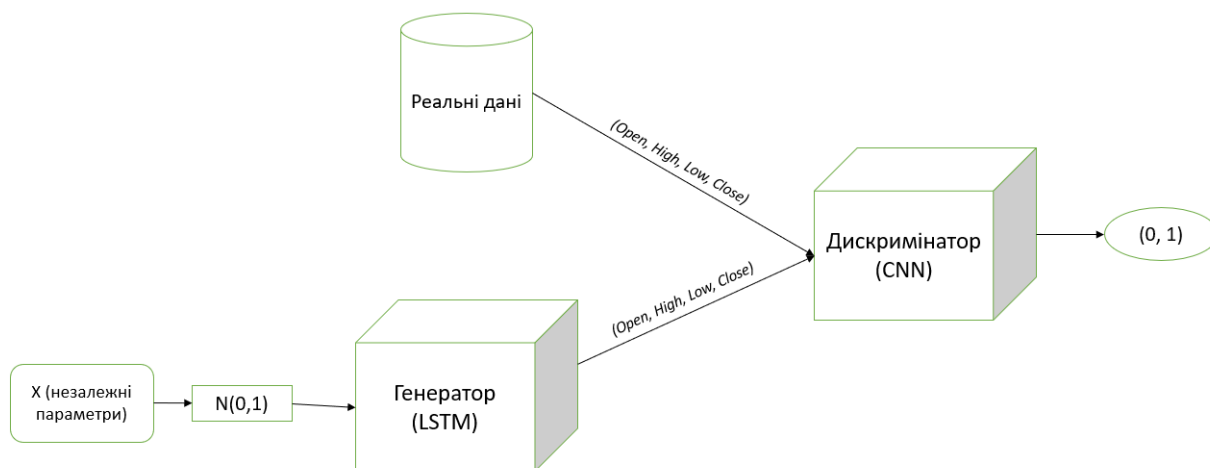 Реальні дані
(Open, High, Low, Close)
Дискримінатор
(CNN)
(0, 1)
(Open, High, Low, Close)
X (незалежні
параметри)
N(0,1)
Генератор
(LSTM)